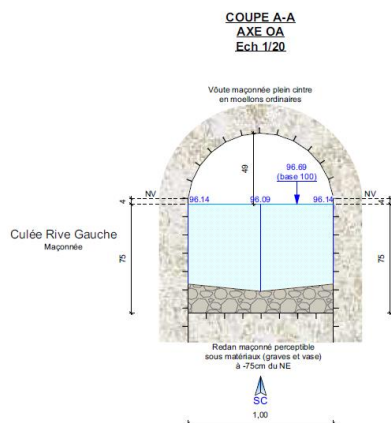 COUPE A-A
AXE OA
Ech 1/20
Vôute maçonnée plein cintre
en moellons ordinaires
49
96.69
(base 100)
4
NV
NV
4
96.14
96.09
96.14
Culée Rive Gauche
Maçonnée
75
75
Redan maçonné perceptible
sous matériaux (graves et vase)
à -75cm du NE
SC
1,00